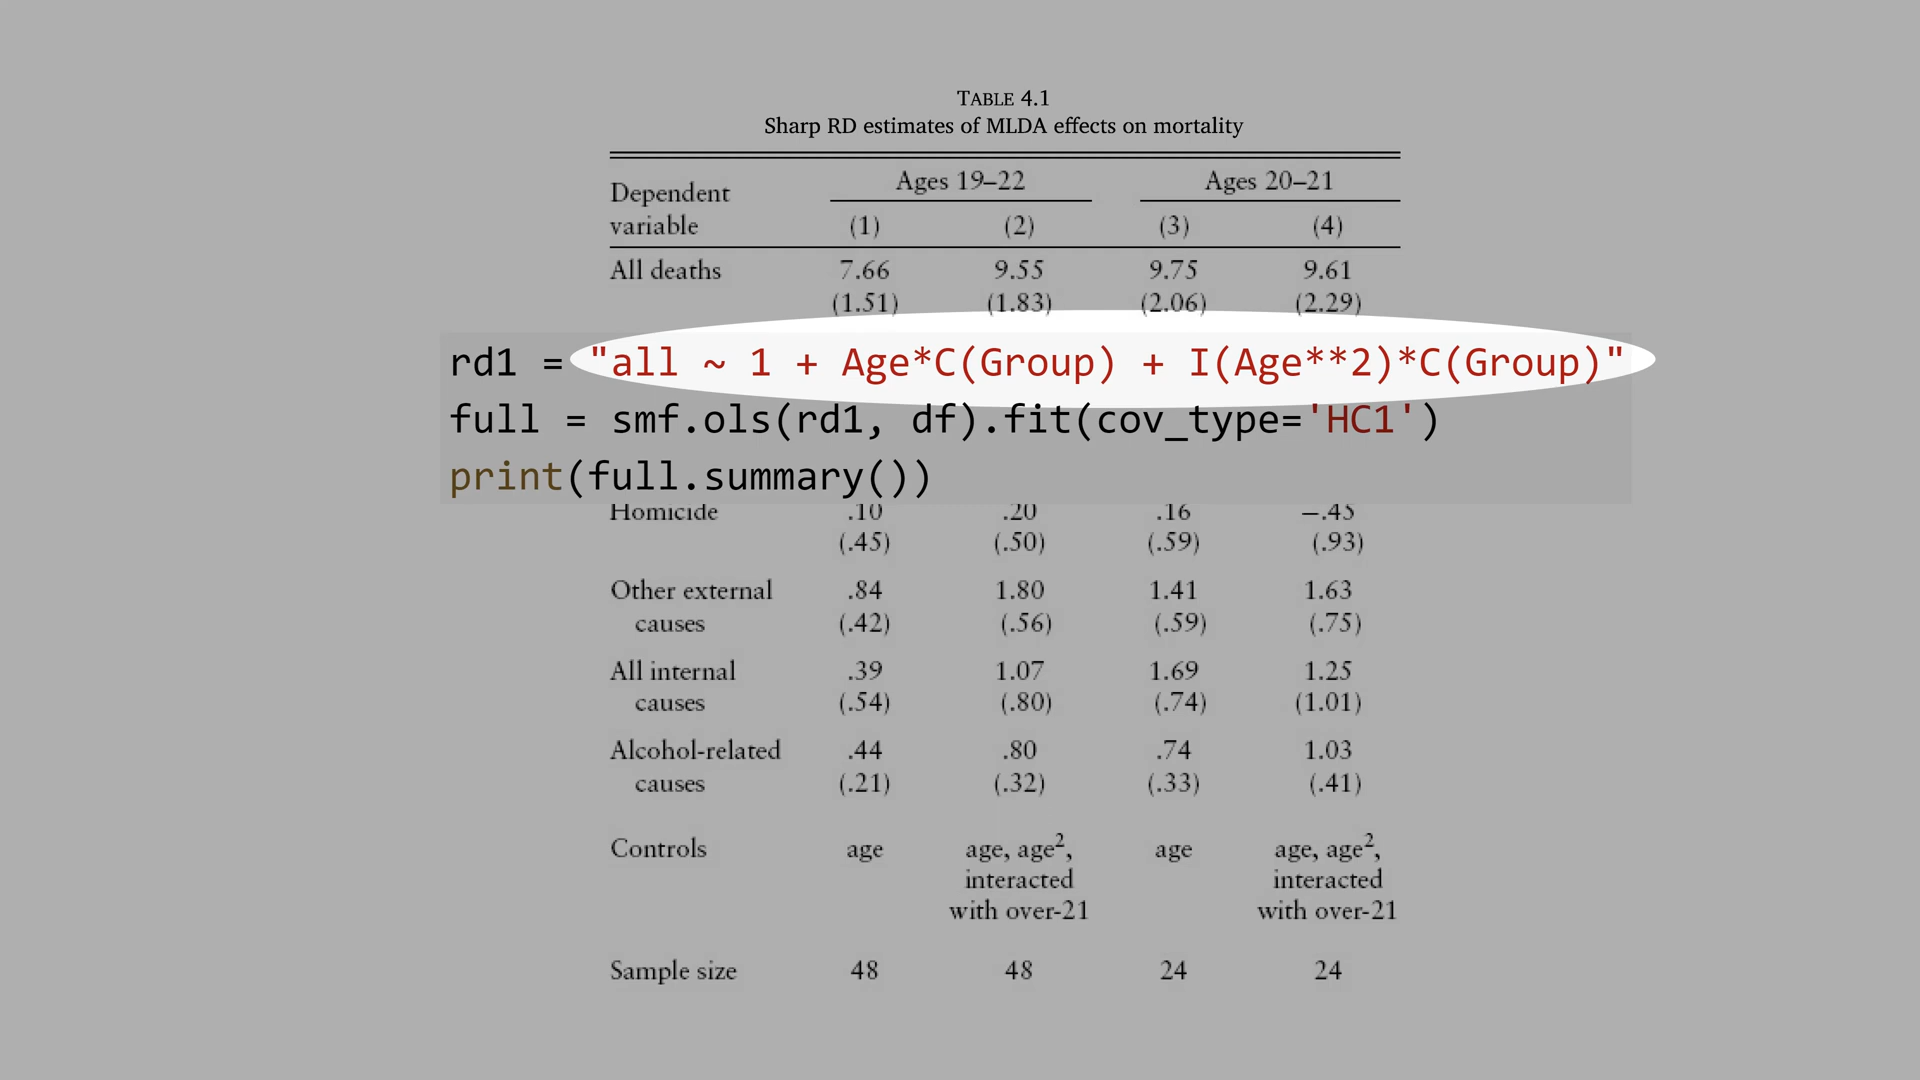 TABLE 4.1
Sharp RD estimates of MLDA effects on mortality
Dependent variable
Ages 19–22 Ages 20–21
(1) (2) (3) (4)
All deaths 7.66 9.55 9.75 9.61
(1.51) (1.83) (2.06) (2.29)
rd1 = "all ~ 1 + Age*C(Group) + I(Age**2)*C(Group)"
full = smf.ols(rd1, df).fit(cov_type='HC1')
print(full.summary())
Homicide .10 .20 .16 –.45
(.45) (.50) (.59) (.93)
Other external .84 1.80 1.41 1.63
causes (.42) (.56) (.59) (.75)
All internal .39 1.07 1.69 1.25
causes (.54) (.80) (.74) (1.01)
Alcohol-related .44 .80 .74 1.03
causes (.21) (.32) (.33) (.41)
Controls age age, age², age age, age²,
interacted interacted
with over-21 with over-21
Sample size 48 48 24 24